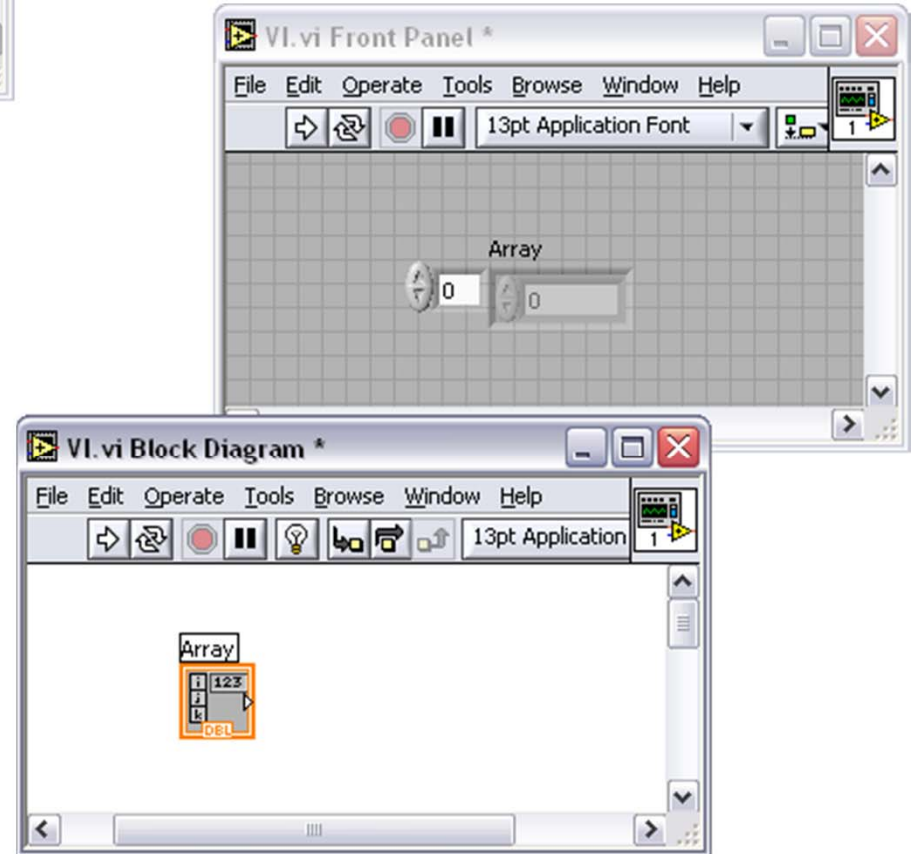 VI.vi Front Panel *
File Edit Operate Tools Browse Window Help
13pt Application Font
1
Array
0
0
VI.vi Block Diagram *
File Edit Operate Tools Browse Window Help
13pt Application
1
Array
i
123
j
k
DBL